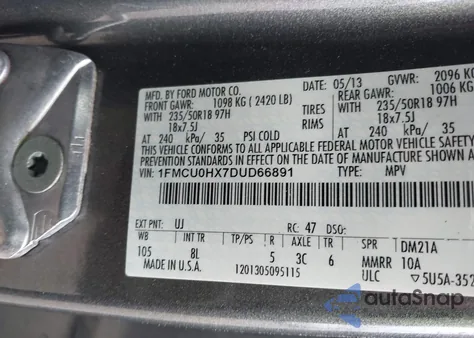 MFD. BY FORD MOTOR CO. 05/13 GVWR: 2096 KG
FRONT GAWR: 1098 KG ( 2420 LB) REAR GAWR: 1006 KG
WITH 235/50R18 97H TIRES WITH 235/50R18 97H
18x7.5J RIMS 18x7.5J
AT 240 kPa/ 35 PSI COLD AT 240 kPa/ 35
THIS VEHICLE CONFORMS TO ALL APPLICABLE FEDERAL MOTOR VEHICLE SAFETY
STANDARDS IN EFFECT ON THE DATE OF MANUFACTURE SHOWN
VIN: 1FMCU0HX7DUD66891 TYPE: MPV
EXT PNT: UJ RC: 47 DSO:
WB INT TR TP/PS R AXLE TR SPR DM21A
105 8L 5 3C 6 MMRR 10A
MADE IN U.S.A. 1201305095115 ULC ▽5U5A-352
autoSnap